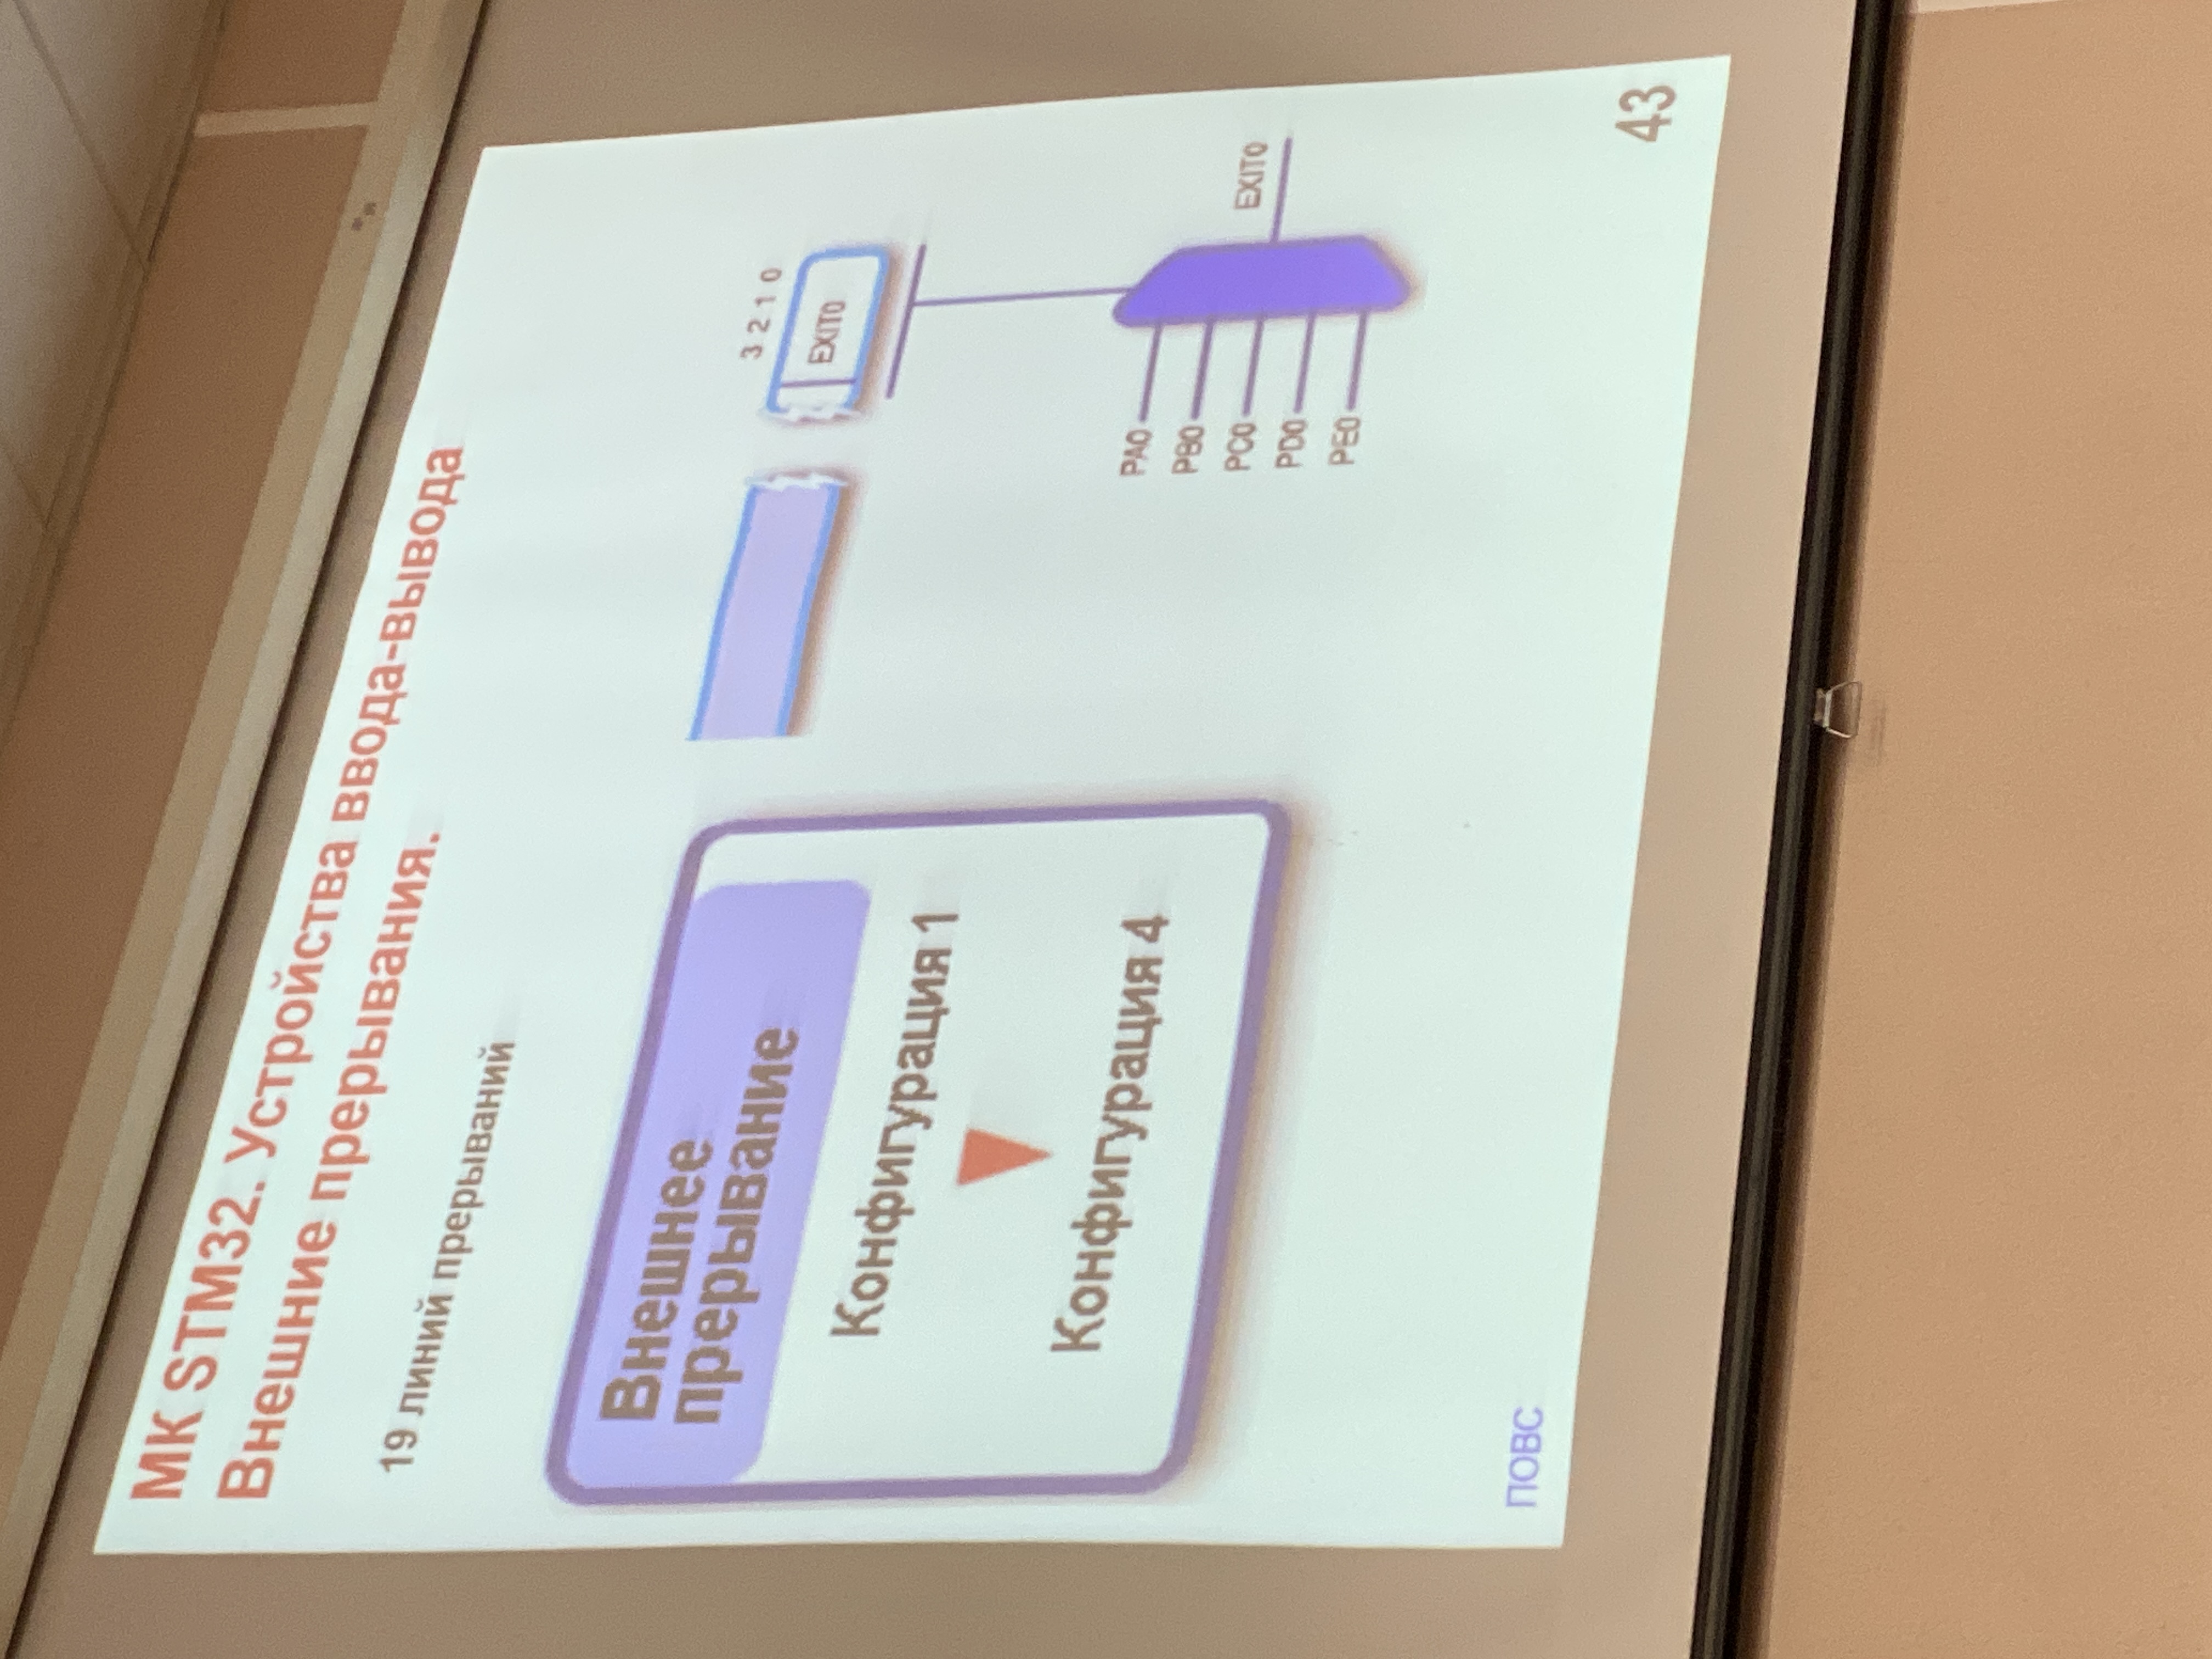 МК STM32. Устройства ввода-вывода
Внешние прерывания.
19 линий прерываний
Внешнее
прерывание
Конфигурация 1
Конфигурация 4
3 2 1 0
EXIT0
PA0
PB0
PC0
PD0
PE0
EXIT0
ПОВС
43